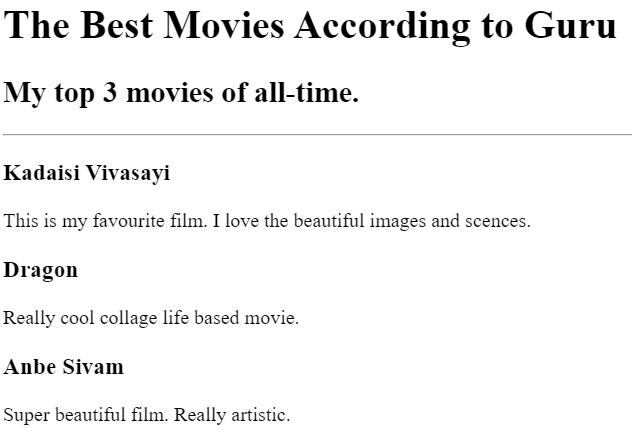 The Best Movies According to Guru
My top 3 movies of all-time.
Kadaisi Vivasayi
This is my favourite film. I love the beautiful images and scences.
Dragon
Really cool collage life based movie.
Anbe Sivam
Super beautiful film. Really artistic.